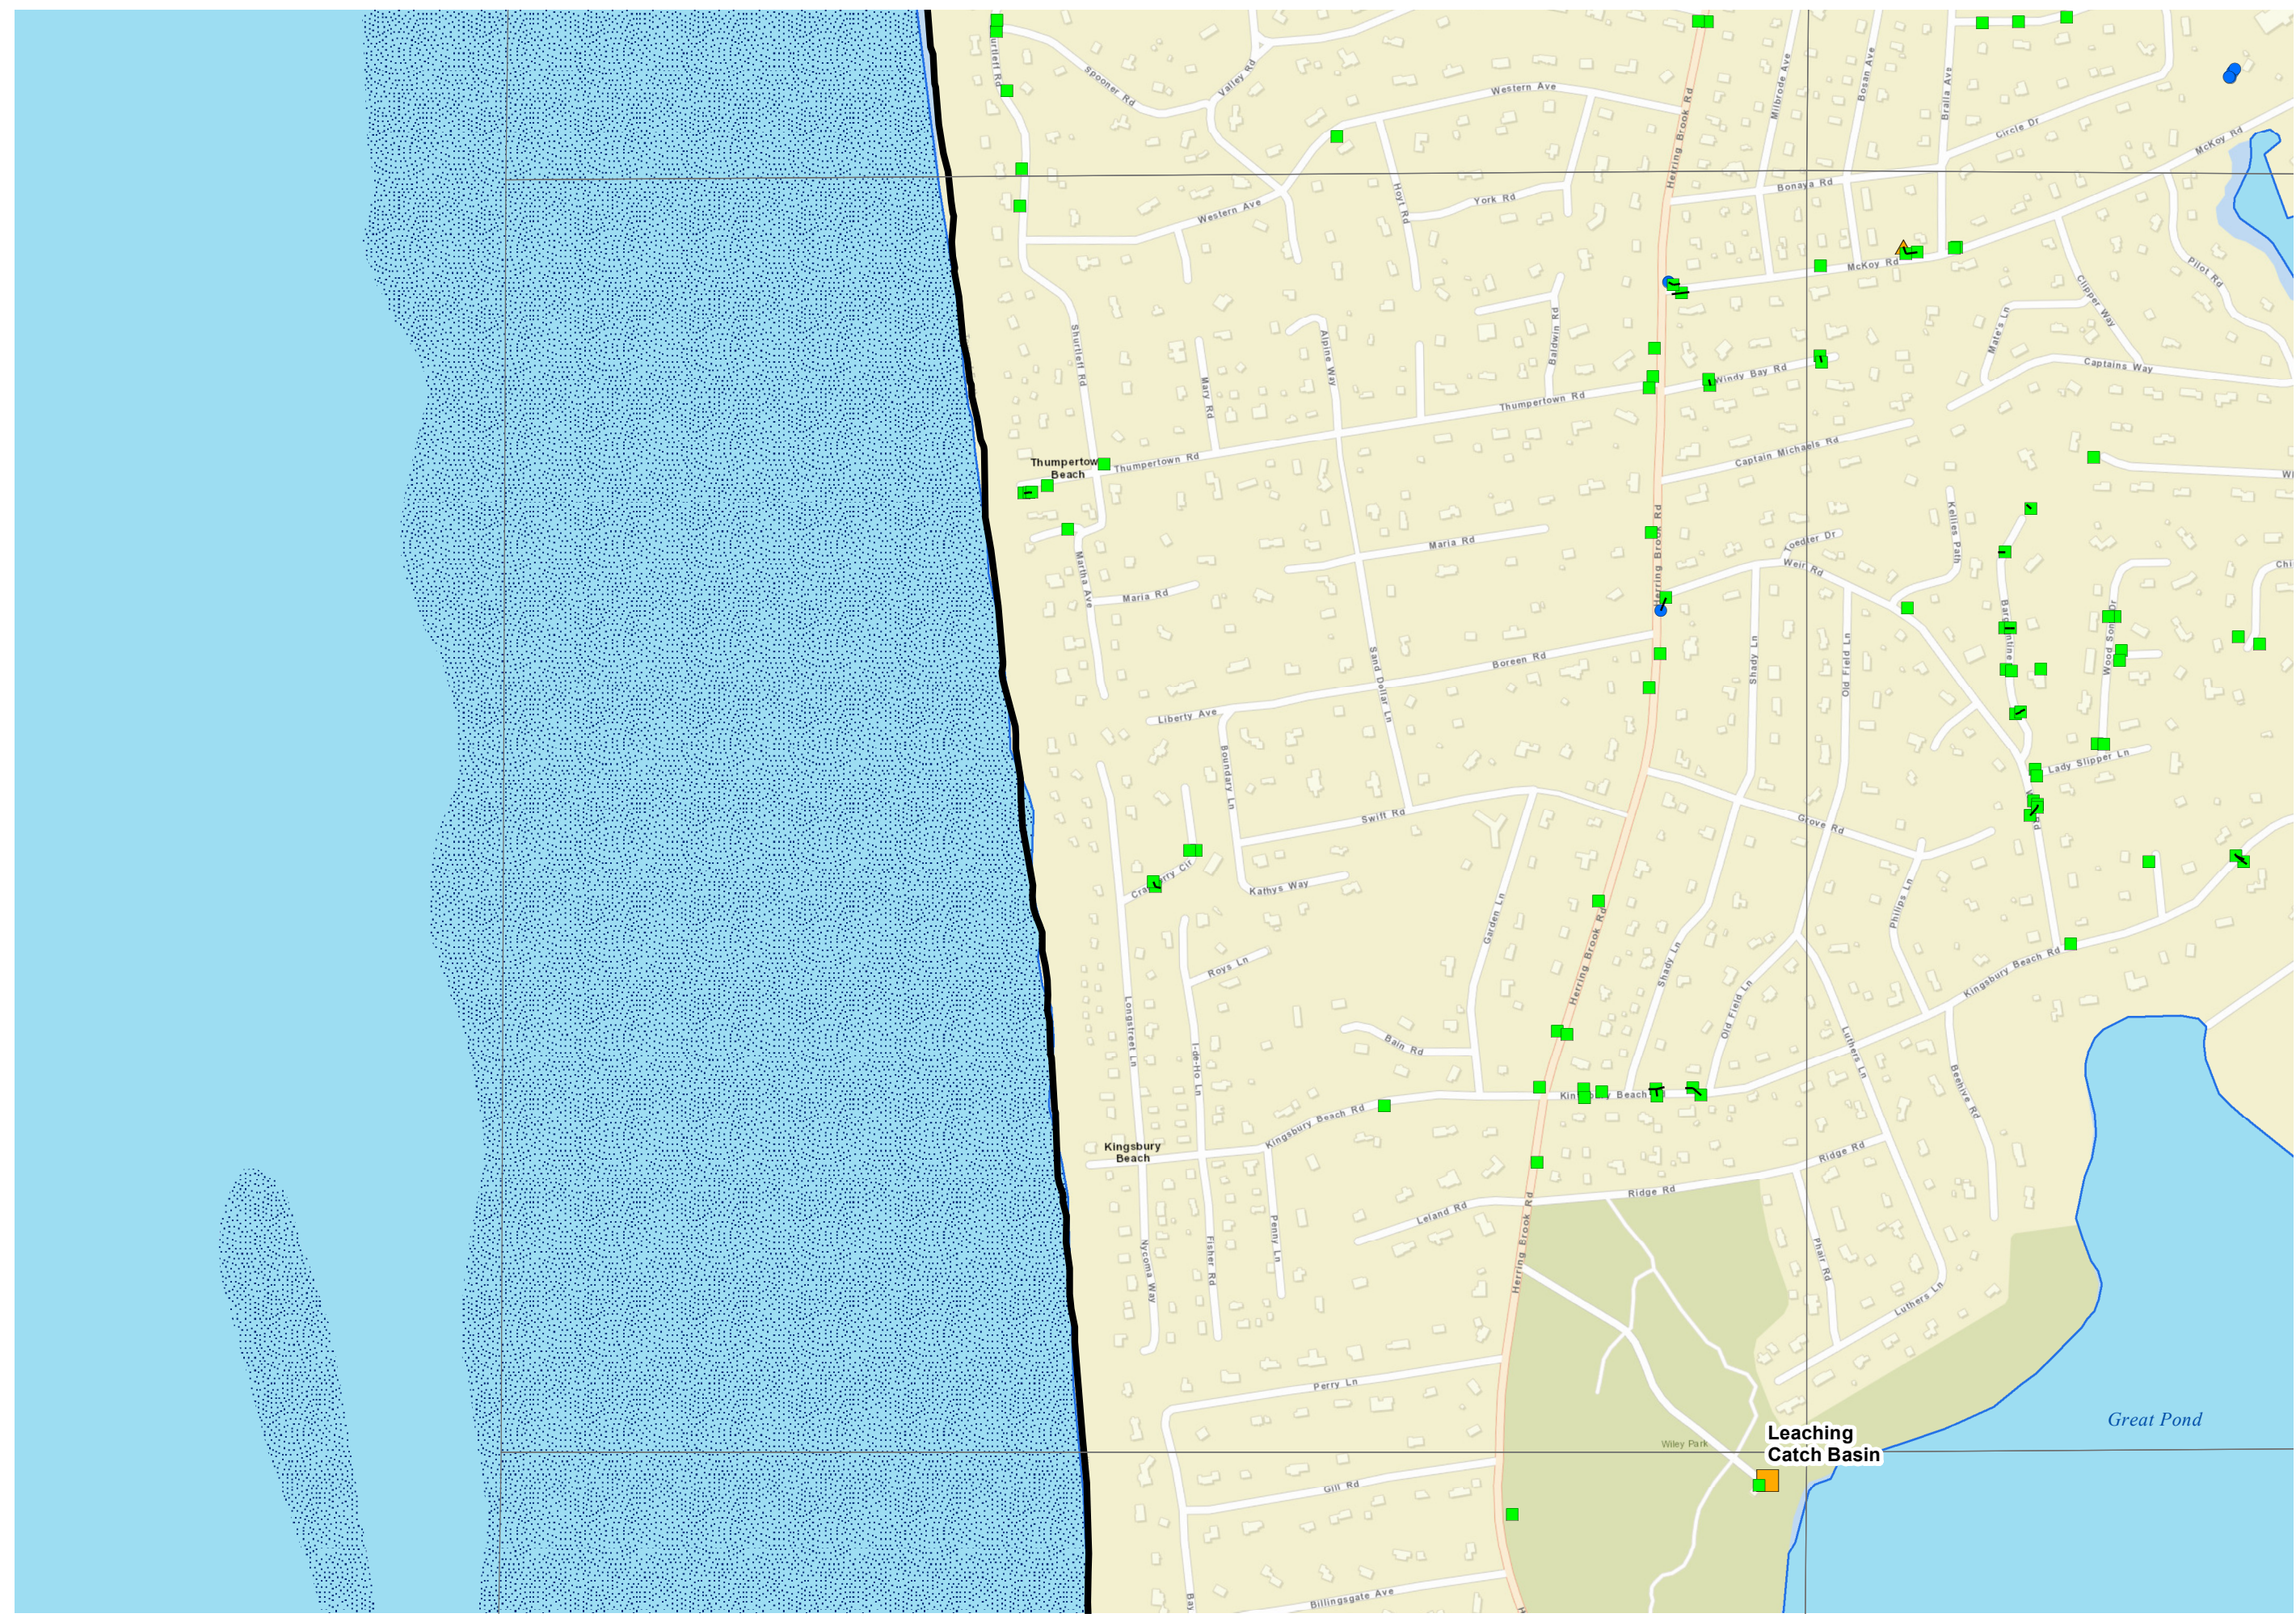 Spooner Rd
Valley Rd
Western Ave
Herring Brook Rd
Milbrode Ave
Bosan Ave
Braila Ave
Circle Dr
McKoy Rd
Western Ave
Hoyt Rd
York Rd
Bonaya Rd
McKoy Rd
Pilot Rd
Clipper Way
Mate's Ln
Captains Way
Shurtleff Rd
Mary Rd
Alpine Way
Baldwin Rd
Windy Bay Rd
Thumpertown Rd
Captain Michaels Rd
Thumpertow
Beach
Thumpertown Rd
Herring Brook Rd
Maria Rd
Toedter Dr
Weir Rd
Kellies Path
Martha Ave
Maria Rd
Boreen Rd
Shady Ln
Old Field Ln
Sand Dollar Ln
Liberty Ave
Boundary Ln
Lady Slipper Ln
Swift Rd
Grove Rd
Kathys Way
Garden Ln
Philips Ln
Herring Brook Rd
Shady Ln
Old Field Ln
Kingsbury Beach Rd
Roys Ln
Longstreet Ln
I-de-Ho Ln
Bain Rd
Luthers Ln
Beehive Rd
Kingsbury Beach Rd
Kingsbury
Beach
Ridge Rd
Ridge Rd
Leland Rd
Herring Brook Rd
Nycoma Way
Fisher Rd
Penny Ln
Phair Rd
Luthers Ln
Perry Ln
Great Pond
Wiley Park
Leaching
Catch Basin
Gill Rd
Billingsgate Ave
Bay